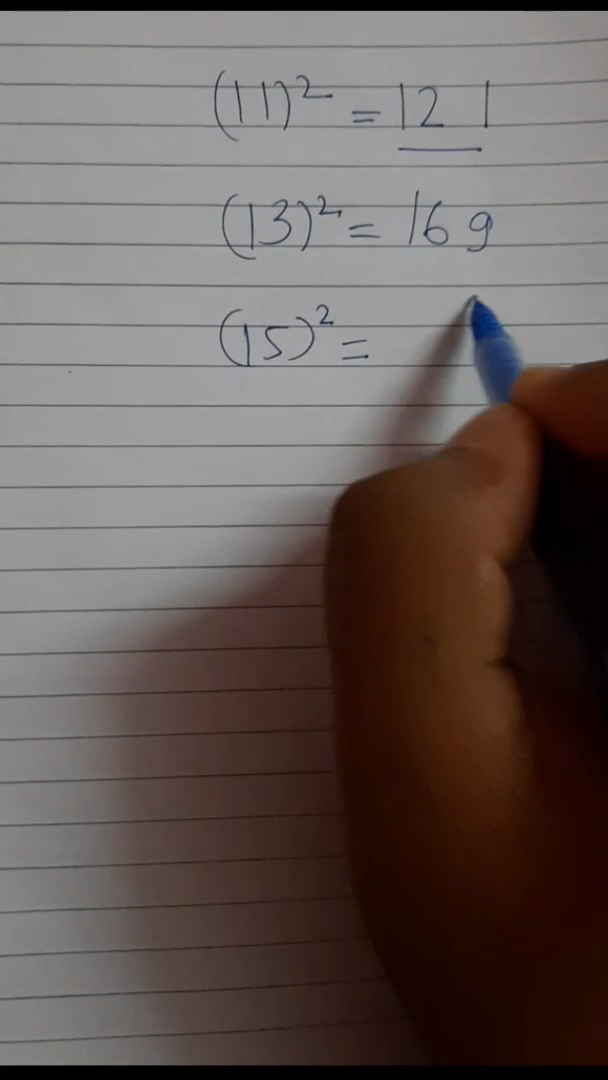 (11)² = 121
(13)² = 169
(15)² =